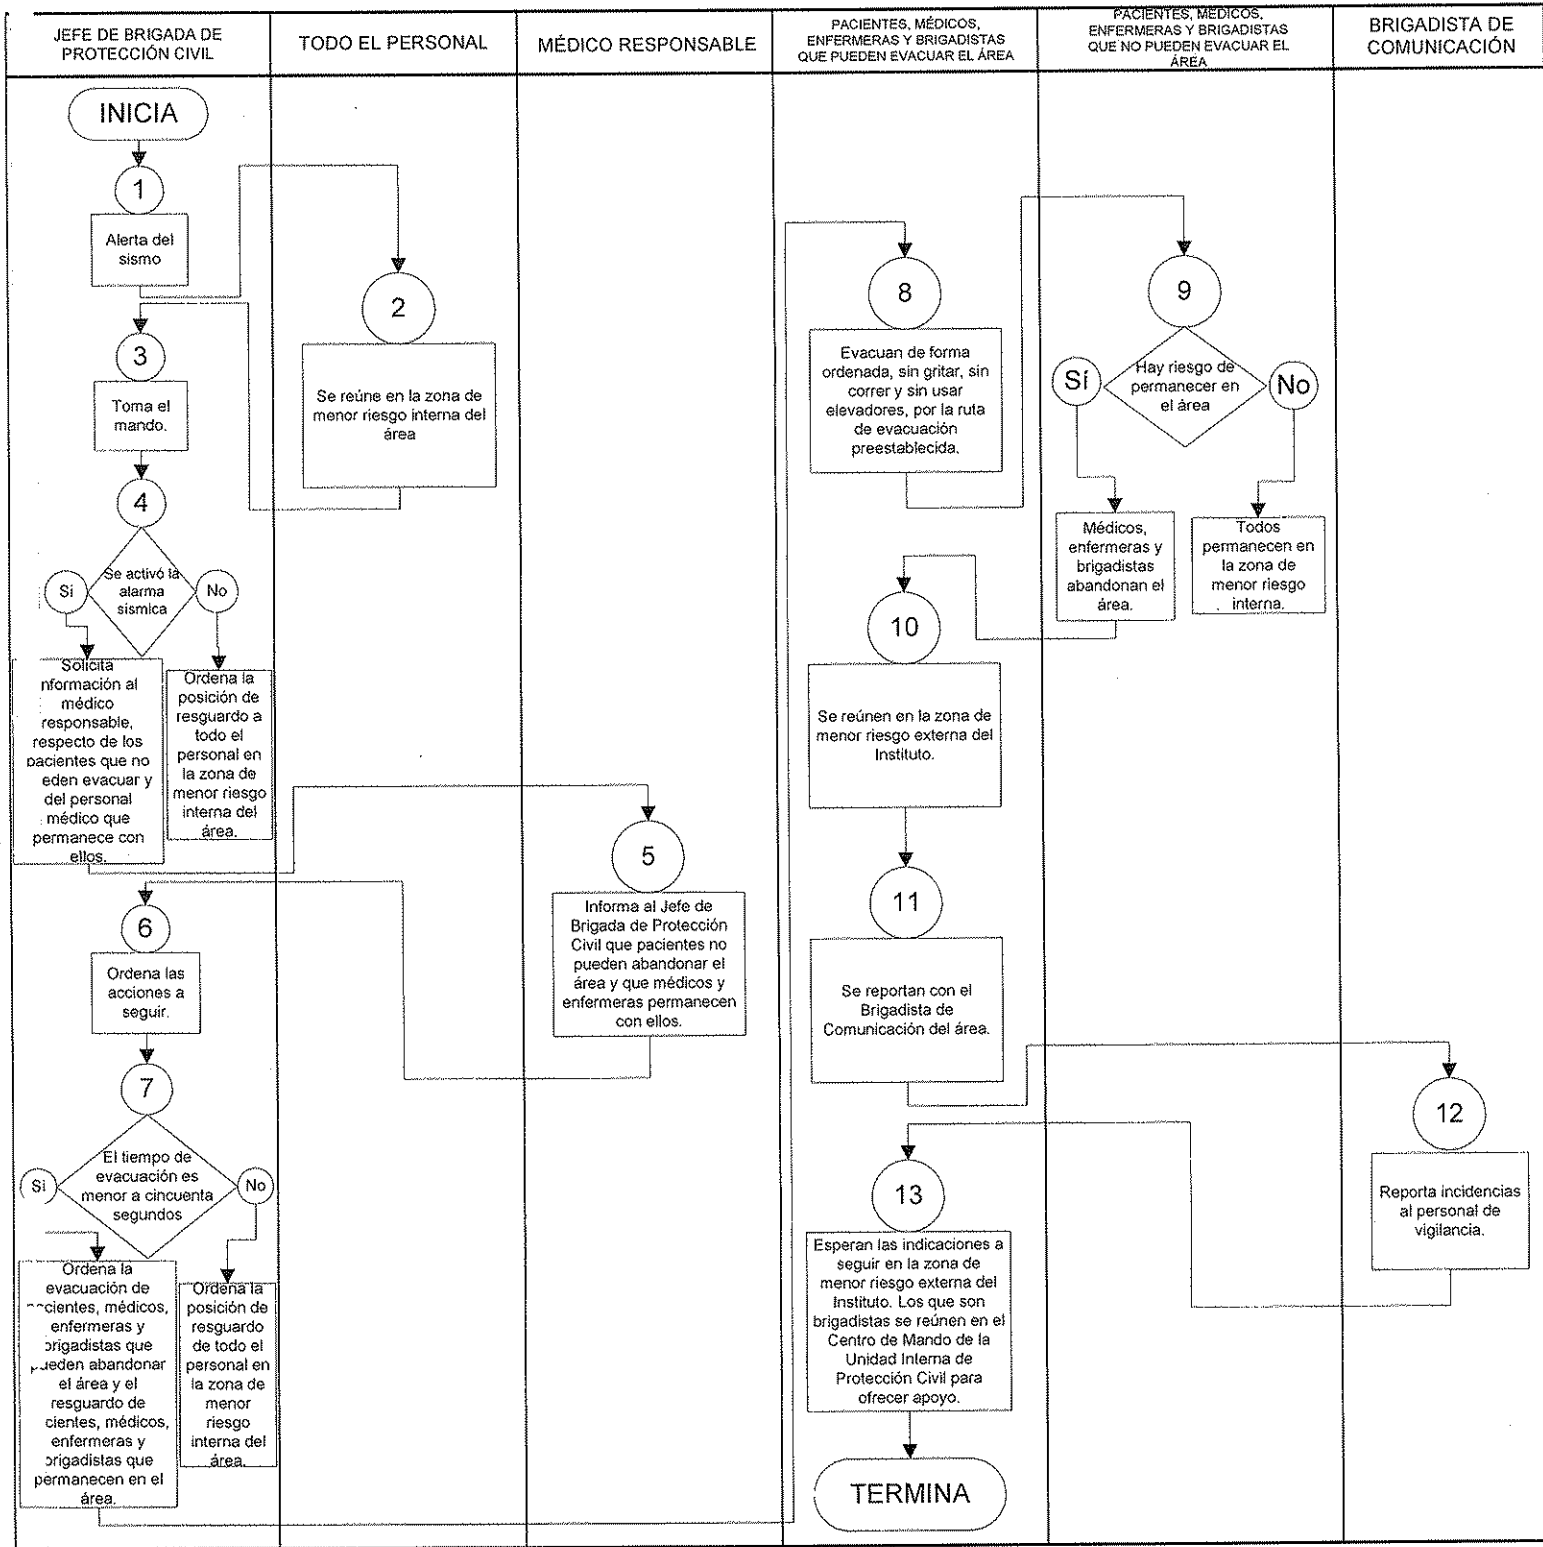 JEFE DE BRIGADA DE
PROTECCIÓN CIVIL
TODO EL PERSONAL
MÉDICO RESPONSABLE
PACIENTES, MÉDICOS,
ENFERMERAS Y BRIGADISTAS
QUE PUEDEN EVACUAR EL ÁREA
PACIENTES, MÉDICOS,
ENFERMERAS Y BRIGADISTAS
QUE NO PUEDEN EVACUAR EL
ÁREA
BRIGADISTA DE
COMUNICACIÓN
INICIA
1
Alerta del
sismo
2
Se reúne en la zona de
menor riesgo interna del
área
3
Toma el
mando.
4
Se activó la
alarma
sísmica
Sí
No
Solicita
nformación al
médico
responsable,
respecto de los
pacientes que no
eden evacuar y
del personal
médico que
permanece con
ellos.
Ordena la
posición de
resguardo a
todo el
personal en
la zona de
menor riesgo
interna del
área.
5
Informa al Jefe de
Brigada de Protección
Civil que pacientes no
pueden abandonar el
área y que médicos y
enfermeras permanecen
con ellos.
6
Ordena las
acciones a
seguir.
7
El tiempo de
evacuación es
menor a cincuenta
segundos
Sí
No
Ordena la
evacuación de
cientes, médicos,
enfermeras y
origadistas que
pueden abandonar
el área y el
resguardo de
cientes, médicos,
enfermeras y
origadistas que
permanecen en el
área.
Ordena la
posición de
resguardo
de todo el
personal en
la zona de
menor
riesgo
interna del
área.
8
Evacuan de forma
ordenada, sin gritar, sin
correr y sin usar
elevadores, por la ruta
de evacuación
preestablecida.
9
Hay riesgo de
permanecer en
el área
Sí
No
Médicos,
enfermeras y
brigadistas
abandonan el
área.
Todos
permanecen en
la zona de
menor riesgo
interna.
10
Se reúnen en la zona de
menor riesgo externa del
Instituto.
11
Se reportan con el
Brigadista de
Comunicación del área.
12
Reporta incidencias
al personal de
vigilancia.
13
Esperan las indicaciones a
seguir en la zona de
menor riesgo externa del
Instituto. Los que son
brigadistas se reúnen en el
Centro de Mando de la
Unidad Interna de
Protección Civil para
ofrecer apoyo.
TERMINA